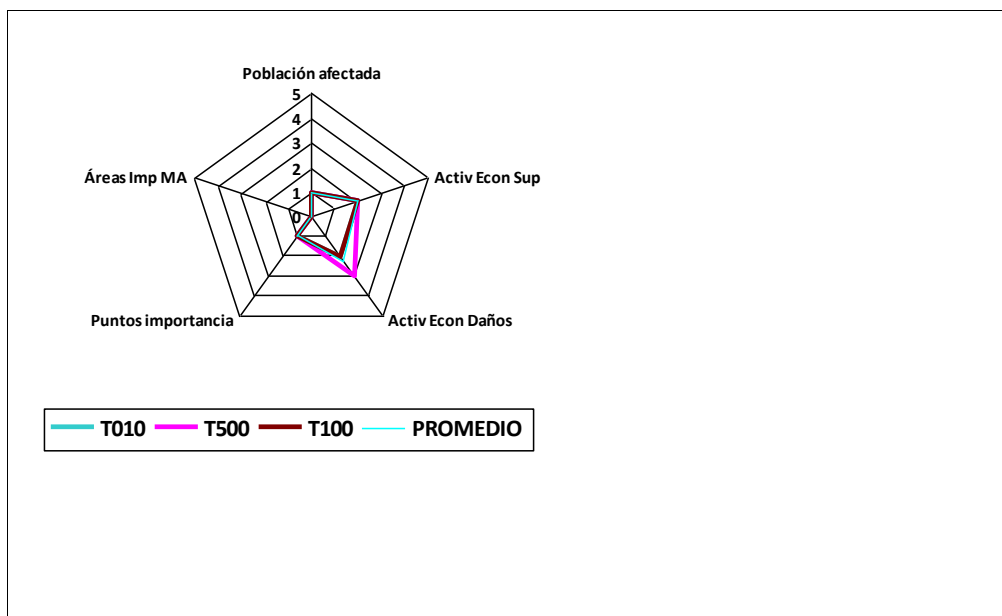 Población afectada
5
4
3
2
1
0
Áreas Imp MA
Activ Econ Sup
Puntos importancia
Activ Econ Daños
T010 T500 T100 PROMEDIO